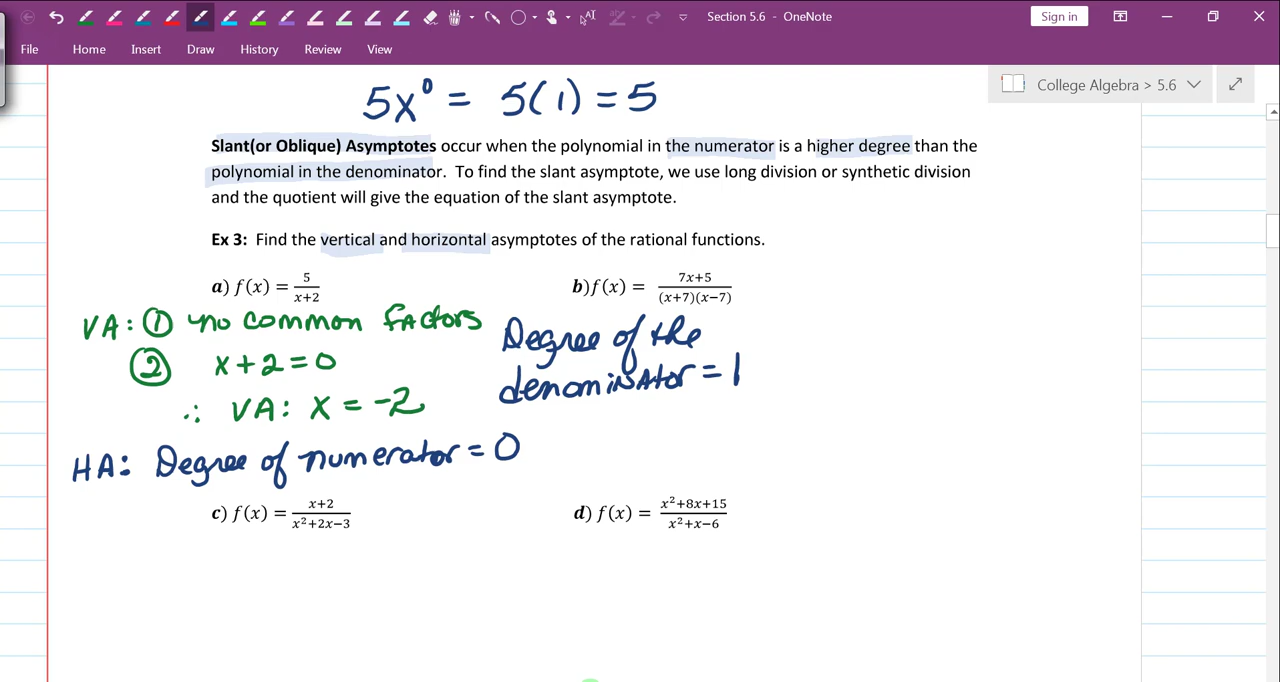 Section 5.6 - OneNote
Sign in
File Home Insert Draw History Review View
College Algebra > 5.6
5x⁰ = 5(1) = 5
Slant(or Oblique) Asymptotes occur when the polynomial in the numerator is a higher degree than the
polynomial in the denominator. To find the slant asymptote, we use long division or synthetic division
and the quotient will give the equation of the slant asymptote.
Ex 3: Find the vertical and horizontal asymptotes of the rational functions.
a) f(x) = 5/(x+2)
b)f(x) = (7x+5)/((x+7)(x−7))
VA: ① no common factors
② x+2=0
∴ VA: x = -2
Degree of the
denominator = 1
HA: Degree of numerator = 0
c) f(x) = (x+2)/(x²+2x−3)
d) f(x) = (x²+8x+15)/(x²+x−6)